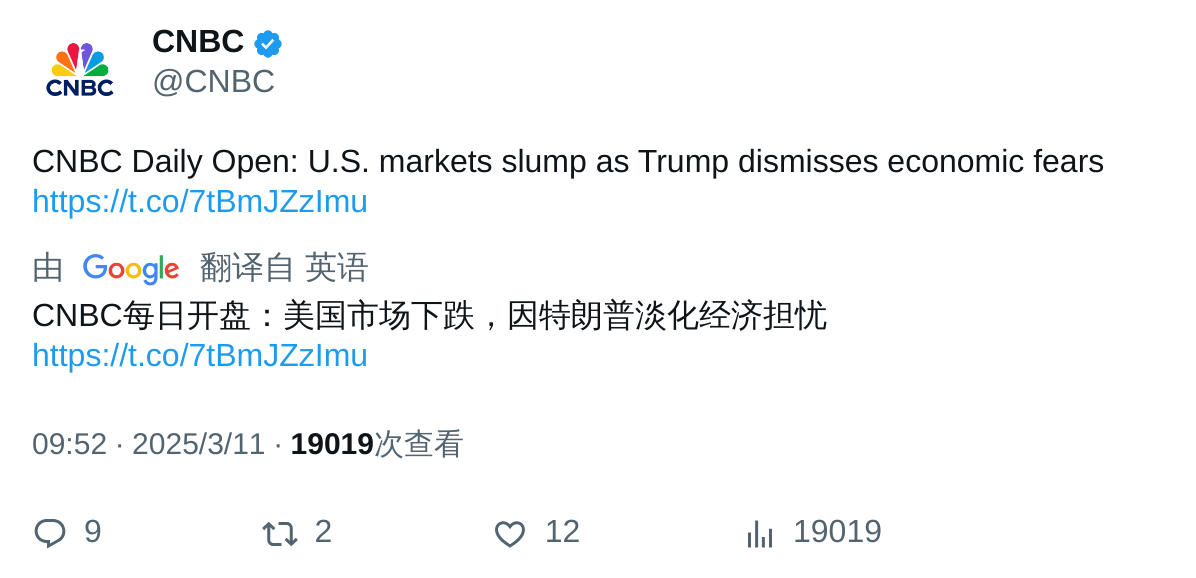 CNBC
CNBC
@CNBC
CNBC Daily Open: U.S. markets slump as Trump dismisses economic fears
https://t.co/7tBmJZzImu
由 Google 翻译自 英语
CNBC每日开盘：美国市场下跌，因特朗普淡化经济担忧
https://t.co/7tBmJZzImu
09:52 · 2025/3/11 · 19019次查看
9 2 12 19019